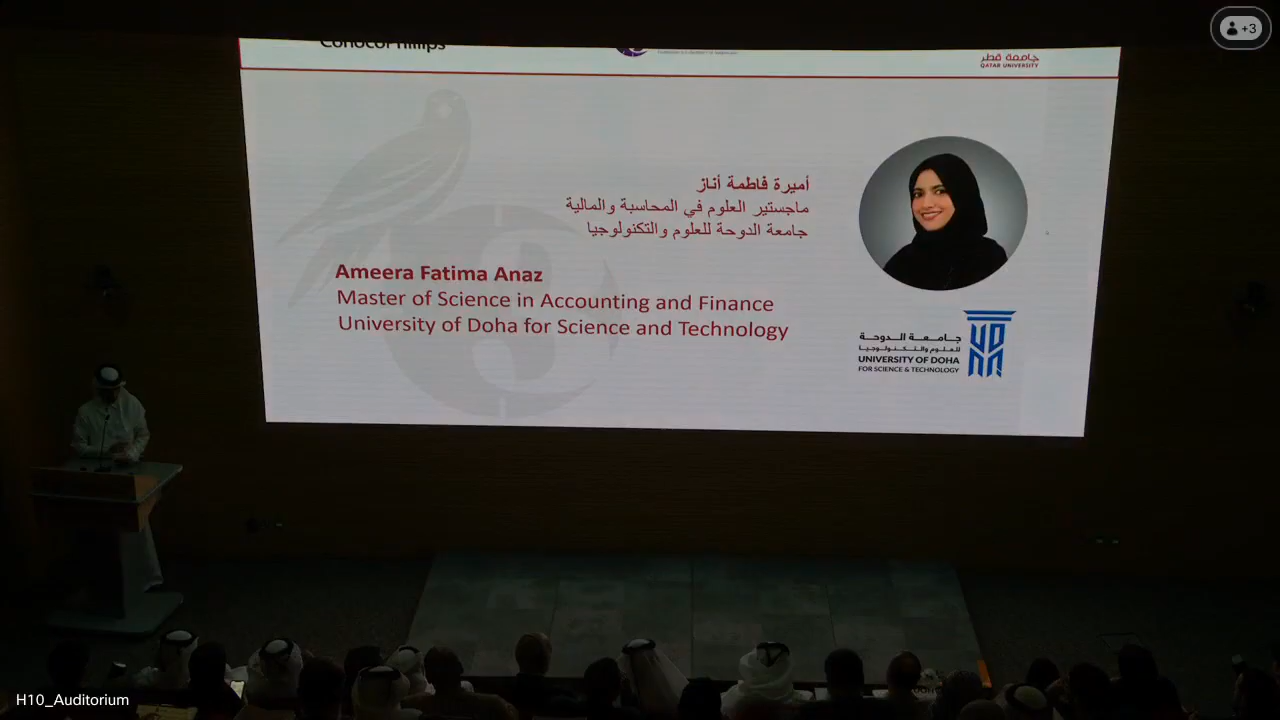 ConocoPhillips
جامعة قطر
QATAR UNIVERSITY
أميرة فاطمة أناز
ماجستير العلوم في المحاسبة والمالية
جامعة الدوحة للعلوم والتكنولوجيا
Ameera Fatima Anaz
Master of Science in Accounting and Finance
University of Doha for Science and Technology
جامعة الدوحة
للعلوم والتكنولوجيا
UNIVERSITY OF DOHA
FOR SCIENCE & TECHNOLOGY
+3
H10_Auditorium